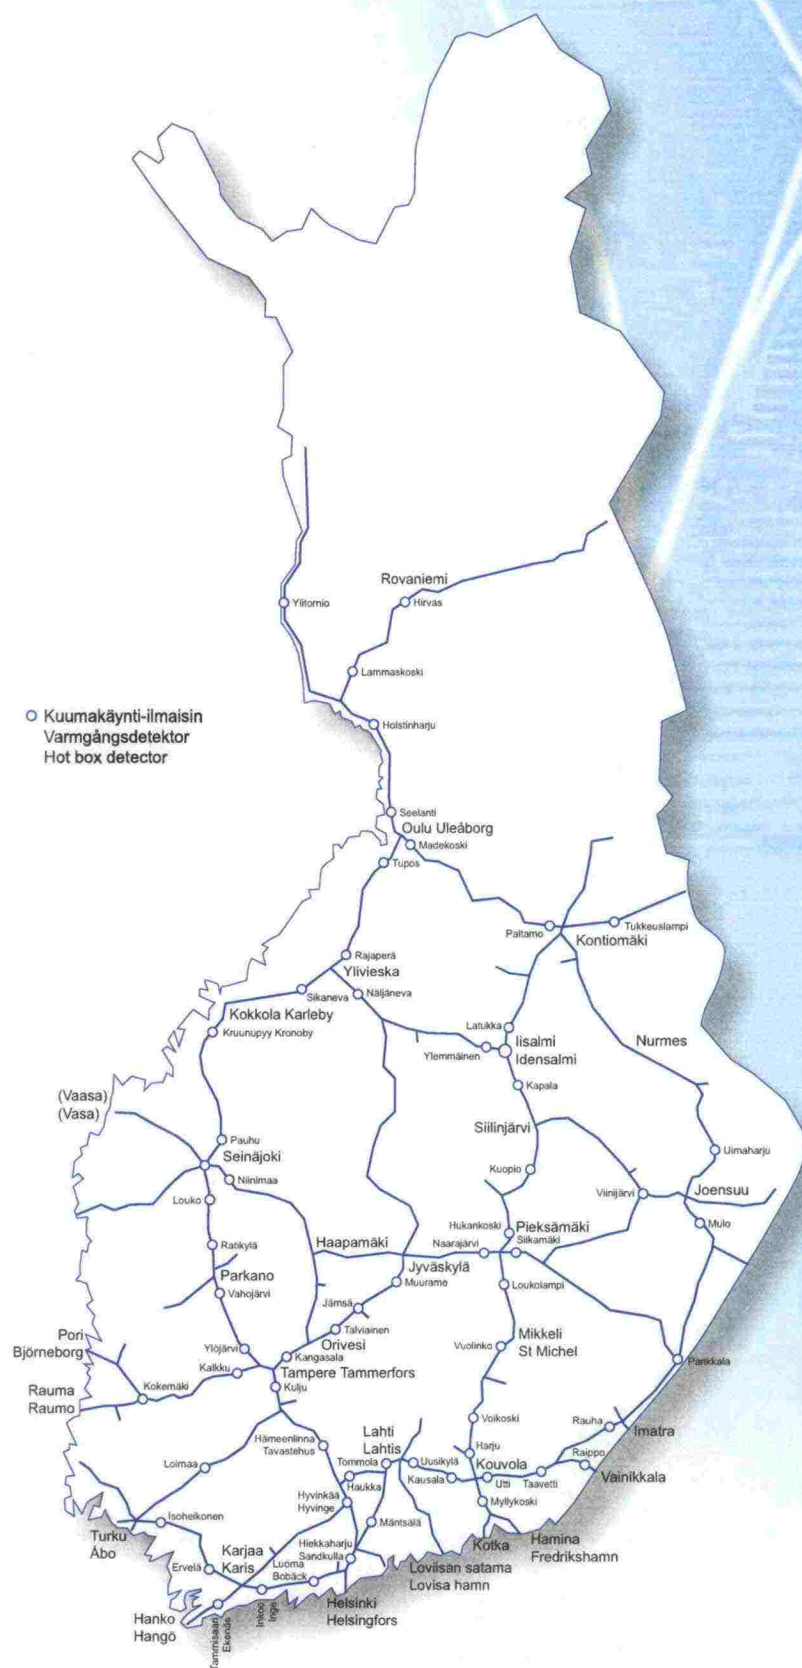 Kuumakäynti-ilmaisin
Varmgångsdetektor
Hot box detector
Rovaniemi
Ylitornio
Hirvas
Lammaskoski
Holstinharju
Seelanti
Oulu Uleåborg
Madekoski
Tupos
Paltamo
Tukkeuslampi
Kontiomäki
Rajaperä
Ylivieska
Sikaneva
Näljäneva
Kokkola Karleby
Kruunupyy Kronoby
Latukka
Iisalmi
Idensalmi
Ylemmäinen
Nurmes
Kapala
(Vaasa)
(Vasa)
Siilinjärvi
Pauhu
Seinäjoki
Uimaharju
Niinimaa
Kuopio
Viinijärvi
Joensuu
Louko
Hukankoski
Pieksämäki
Mulo
Haapamäki
Naarajärvi
Siikamäki
Ratikylä
Jyväskylä
Parkano
Muurame
Loukolampi
Vahojärvi
Jämsä
Talviainen
Mikkeli
St Michel
Pori
Björneborg
Ylöjärvi
Orivesi
Vuolinko
Kangasala
Parikkala
Kalkku
Tampere Tammerfors
Rauma
Raumo
Kokemäki
Kulju
Voikoski
Rauha
Imatra
Hämeenlinna
Tavastehus
Lahti
Lahtis
Harju
Loimaa
Tommola
Uusikylä
Kouvola
Raippo
Haukka
Kausala
Utti
Taavetti
Vainikkala
Hyvinkää
Hyvinge
Myllykoski
Isoheikonen
Mäntsälä
Turku
Åbo
Karjaa
Karis
Hiekkaharju
Sandkulla
Kotka
Hamina
Fredrikshamn
Ervelä
Luoma
Bobäck
Loviisan satama
Lovisa hamn
Helsinki
Helsingfors
Hanko
Hangö
Tammisaari
Ekenäs
Inkoo
Inga